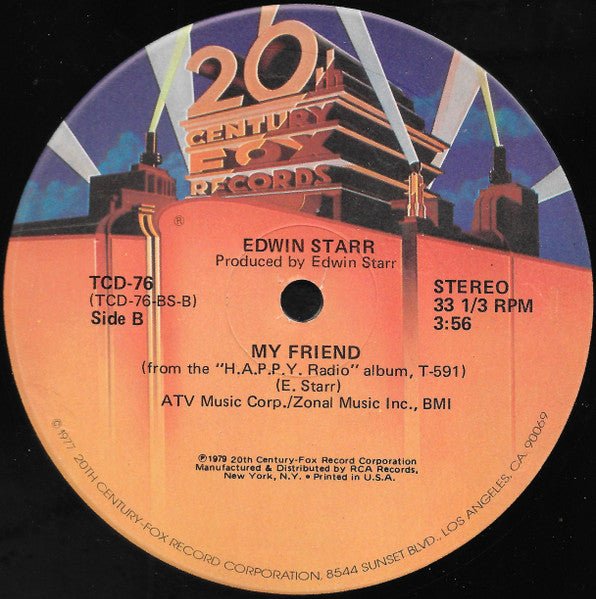 20th
CENTURY
FOX
RECORDS
®
EDWIN STARR
Produced by Edwin Starr
TCD-76
(TCD-76-BS-B)
Side B
STEREO
33 1/3 RPM
3:56
MY FRIEND
(from the "H.A.P.P.Y. Radio" album, T-591)
(E. Starr)
ATV Music Corp./Zonal Music Inc., BMI
℗1979 20th Century-Fox Record Corporation
Manufactured & Distributed by RCA Records,
New York, N.Y. • Printed in U.S.A.
© 1977 20TH CENTURY-FOX RECORD CORPORATION, 8544 SUNSET BLVD., LOS ANGELES, CA. 90069